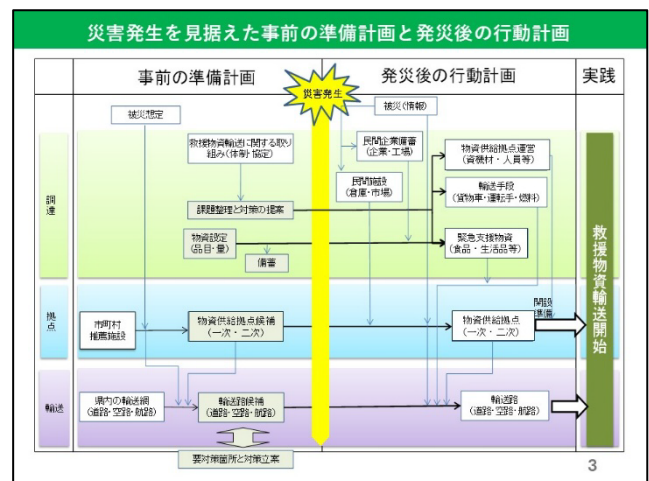 災害発生を見据えた事前の準備計画と発災後の行動計画
事前の準備計画
災害発生
発災後の行動計画
実践
被災想定
被災(情報)
調達
救援物資輸送に関する取り
組み(体制・協定)
民間企業備蓄
(企業・工場)
物資供給拠点運営
(資機材・人員等)
民間施設
(倉庫・市場)
輸送手段
(貨物車・運転手・燃料)
課題整理と対策の提案
物資設定
(品目・量)
備蓄
緊急支援物資
(食品・生活品等)
救援物資輸送開始
拠点
市町村
推薦施設
物資供給拠点候補
(一次・二次)
物資供給拠点
(一次・二次)
開設
準備
輸送
県内の輸送網
(道路・空路・航路)
輸送路候補
(道路・空路・航路)
輸送路
(道路・空路・航路)
要対策箇所と対策立案
3